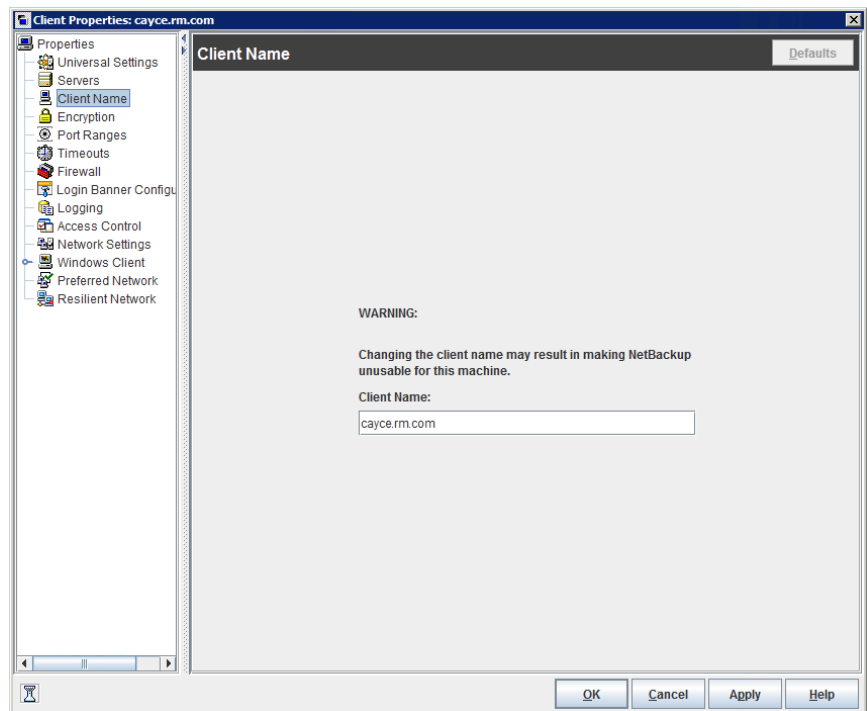 Client Properties: cayce.rm.com
Properties
Universal Settings
Servers
Client Name
Encryption
Port Ranges
Timeouts
Firewall
Login Banner Configu
Logging
Access Control
Network Settings
Windows Client
Preferred Network
Resilient Network
Client Name
Defaults
WARNING:
Changing the client name may result in making NetBackup
unusable for this machine.
Client Name:
cayce.rm.com
OK
Cancel
Apply
Help